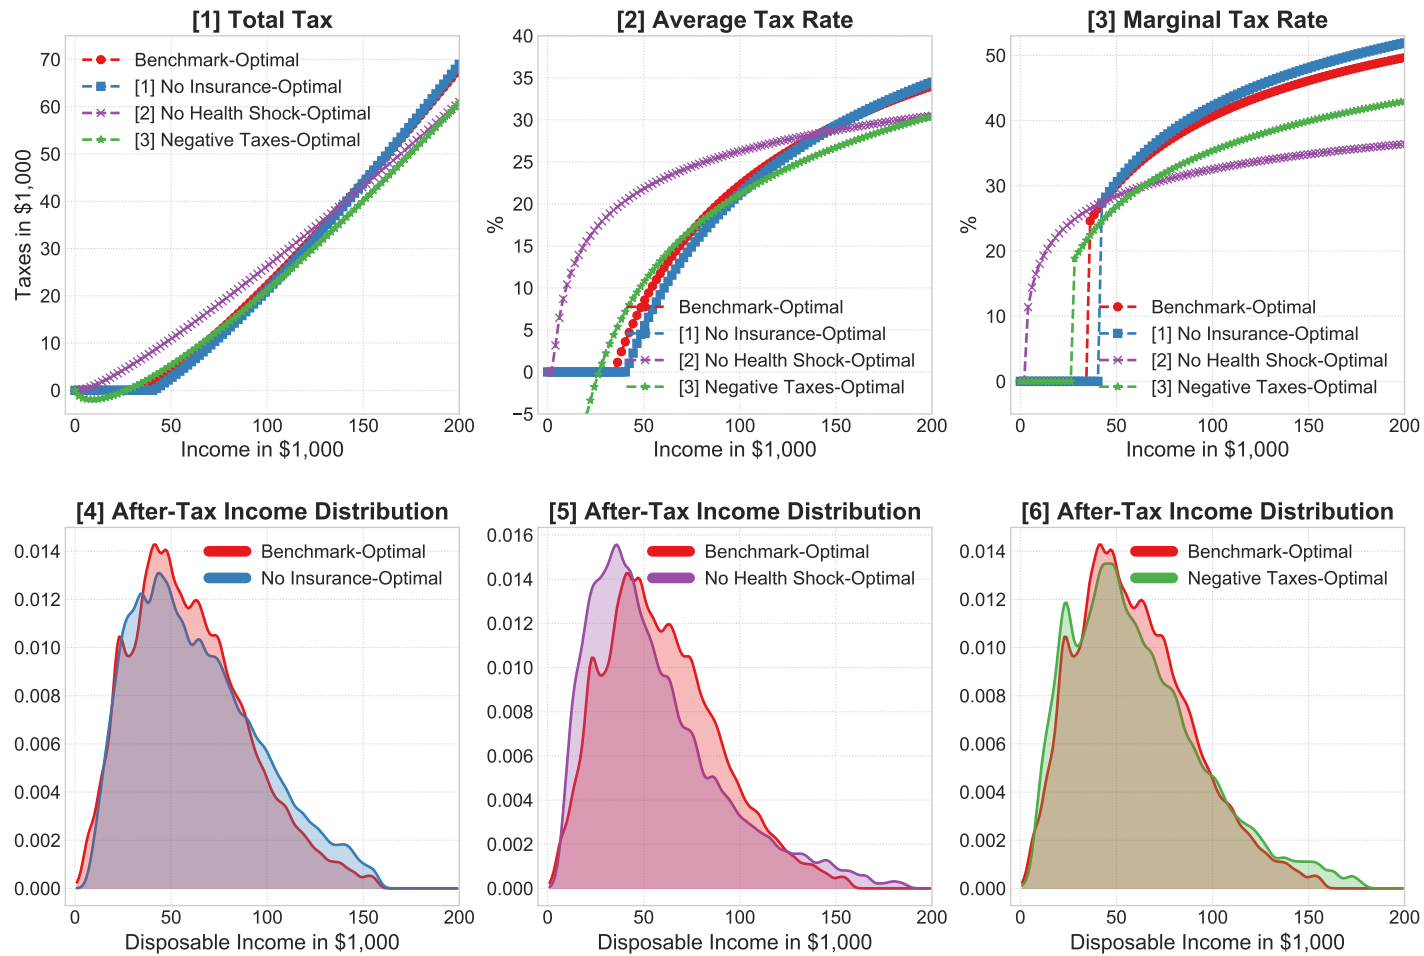 [1] Total Tax
70
60
50
40
30
20
10
0
Taxes in $1,000
Benchmark-Optimal
[1] No Insurance-Optimal
[2] No Health Shock-Optimal
[3] Negative Taxes-Optimal
0 50 100 150 200
Income in $1,000
[2] Average Tax Rate
40
35
30
25
20
15
10
5
0
−5
%
Benchmark-Optimal
[1] No Insurance-Optimal
[2] No Health Shock-Optimal
[3] Negative Taxes-Optimal
0 50 100 150 200
Income in $1,000
[3] Marginal Tax Rate
50
40
30
20
10
0
%
Benchmark-Optimal
[1] No Insurance-Optimal
[2] No Health Shock-Optimal
[3] Negative Taxes-Optimal
0 50 100 150 200
Income in $1,000
[4] After-Tax Income Distribution
0.014
0.012
0.010
0.008
0.006
0.004
0.002
0.000
Benchmark-Optimal
No Insurance-Optimal
0 50 100 150 200
Disposable Income in $1,000
[5] After-Tax Income Distribution
0.016
0.014
0.012
0.010
0.008
0.006
0.004
0.002
0.000
Benchmark-Optimal
No Health Shock-Optimal
0 50 100 150 200
Disposable Income in $1,000
[6] After-Tax Income Distribution
0.014
0.012
0.010
0.008
0.006
0.004
0.002
0.000
Benchmark-Optimal
Negative Taxes-Optimal
0 50 100 150 200
Disposable Income in $1,000